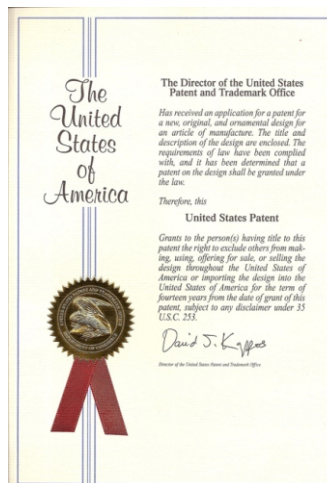 The
United
States
of
America
The Director of the United States
Patent and Trademark Office
Has received an application for a patent for
a new, original, and ornamental design for
an article of manufacture. The title and
description of the design are enclosed. The
requirements of law have been complied
with, and it has been determined that a
patent on the design shall be granted under
the law.
Therefore, this
United States Patent
Grants to the person(s) having title to this
patent the right to exclude others from mak-
ing, using, offering for sale, or selling the
design throughout the United States of
America or importing the design into the
United States of America for the term of
fourteen years from the date of grant of this
patent, subject to any disclaimer under 35
U.S.C. 253.
David J. Kappos
Director of the United States Patent and Trademark Office